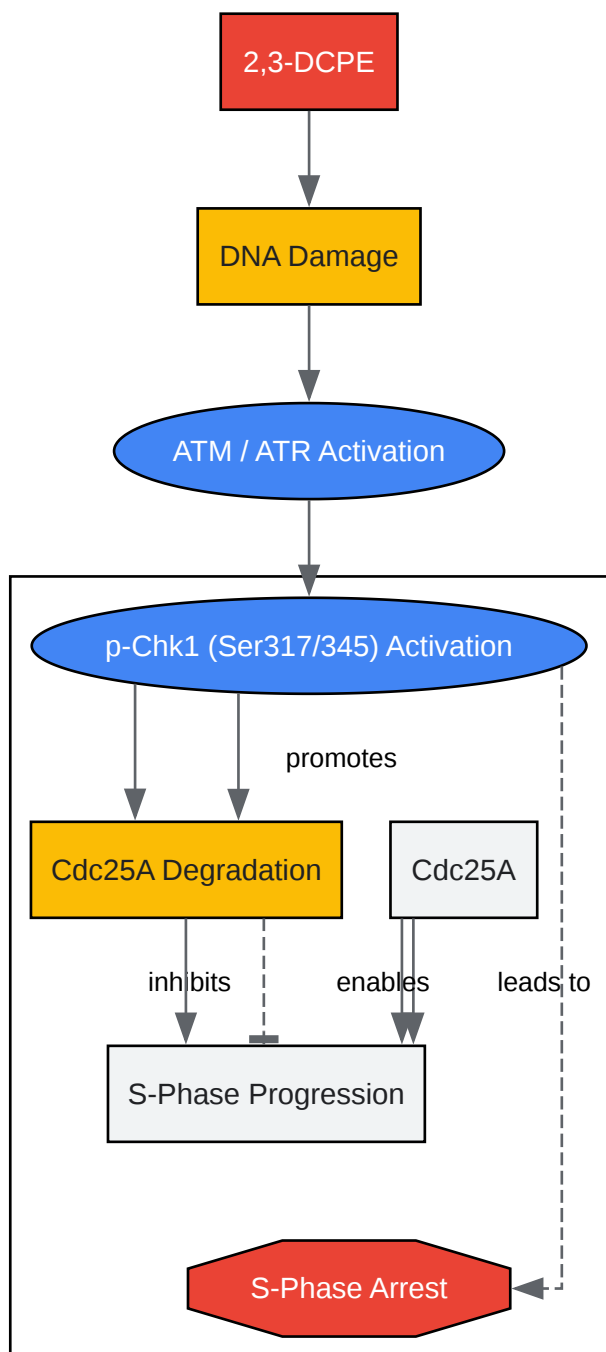 2,3-DCPE
DNA Damage
ATM / ATR Activation
p-Chk1 (Ser317/345) Activation
promotes
Cdc25A Degradation
Cdc25A
inhibits
enables
leads to
S-Phase Progression
S-Phase Arrest